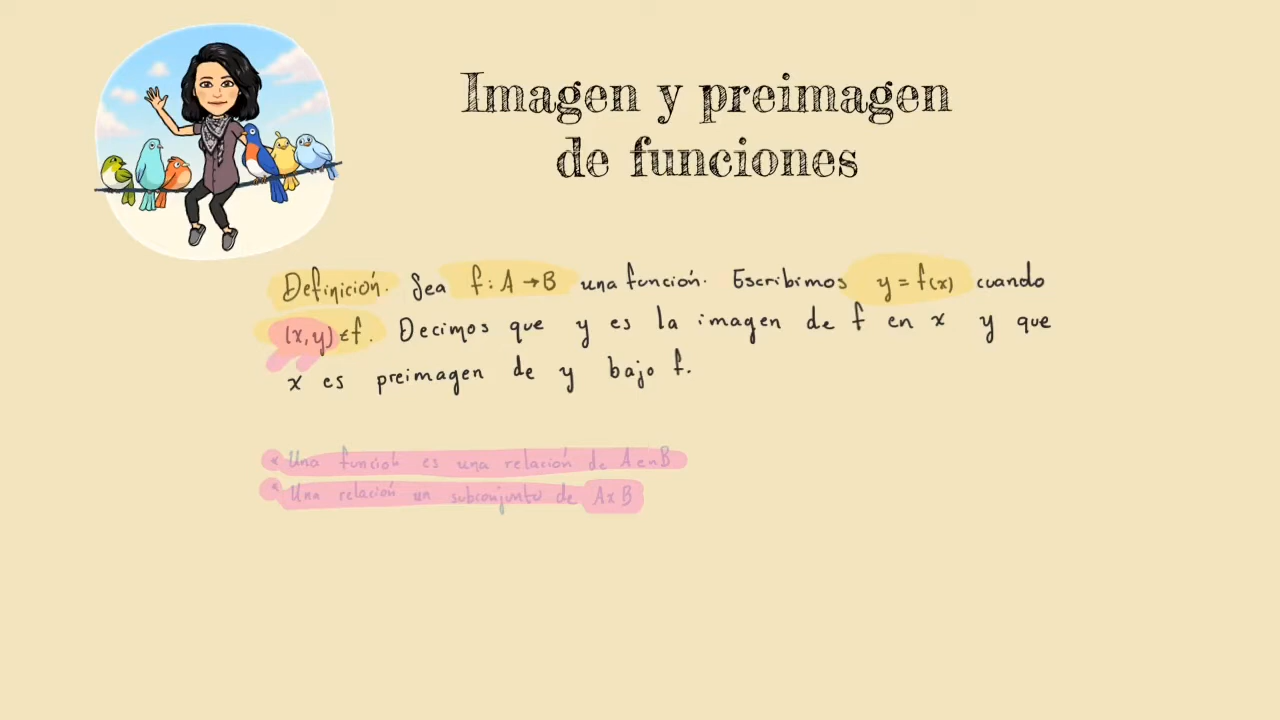 Imagen y preimagen
de funciones
Definición. Sea f: A → B una función. Escribimos y = f(x) cuando
(x, y) ∈ f. Decimos que y es la imagen de f en x y que
x es preimagen de y bajo f.
• Una función es una relación de A en B
• Una relación un subconjunto de A x B